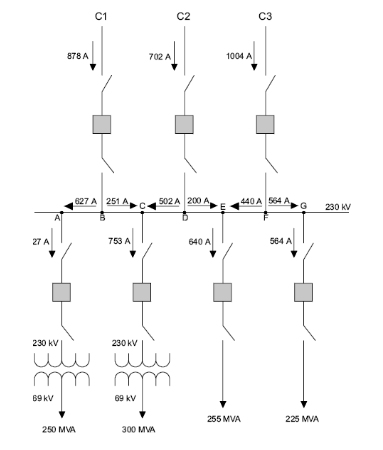 C1 C2 C3
878 A 702 A 1004 A
627 A 251 A C 502 A 200 A E 440 A 564 A G
230 kV
A B D F
27 A 753 A 640 A 564 A
230 kV 230 kV
69 kV 69 kV
250 MVA 300 MVA 255 MVA 225 MVA